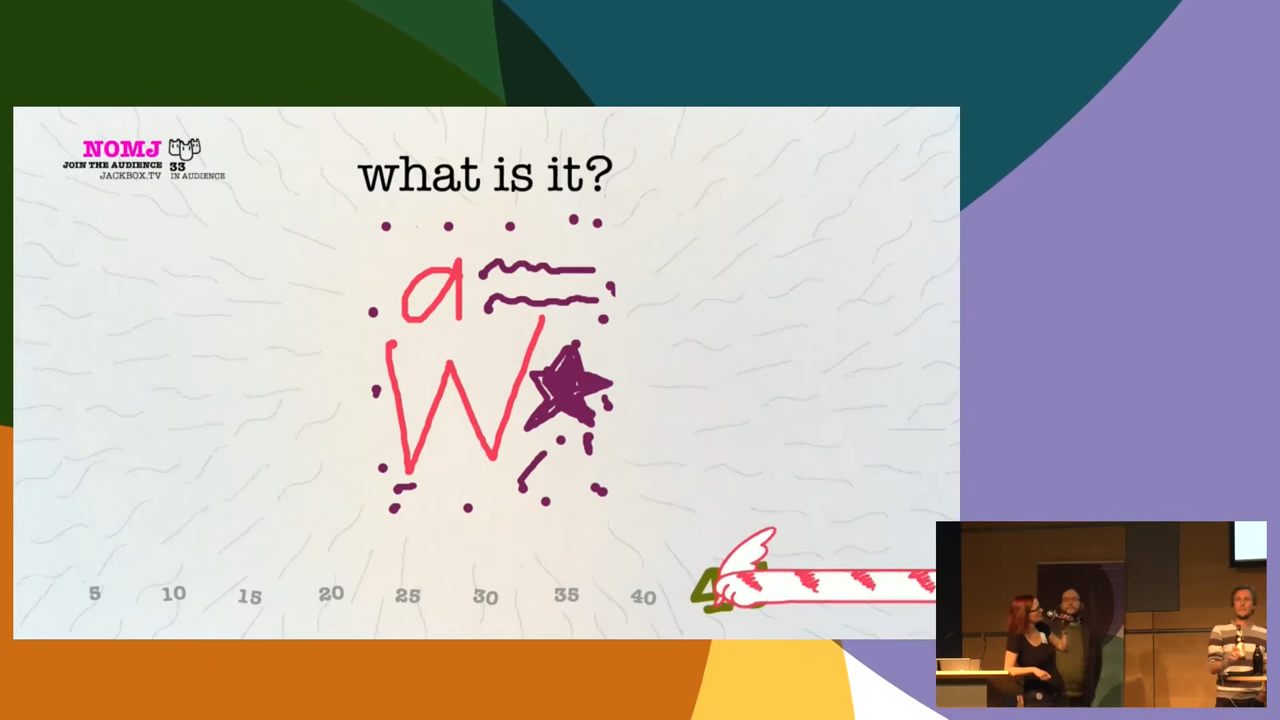 NOMJ
JOIN THE AUDIENCE 33
JACKBOX.TV IN AUDIENCE
what is it?
a
W
5 10 15 20 25 30 35 40